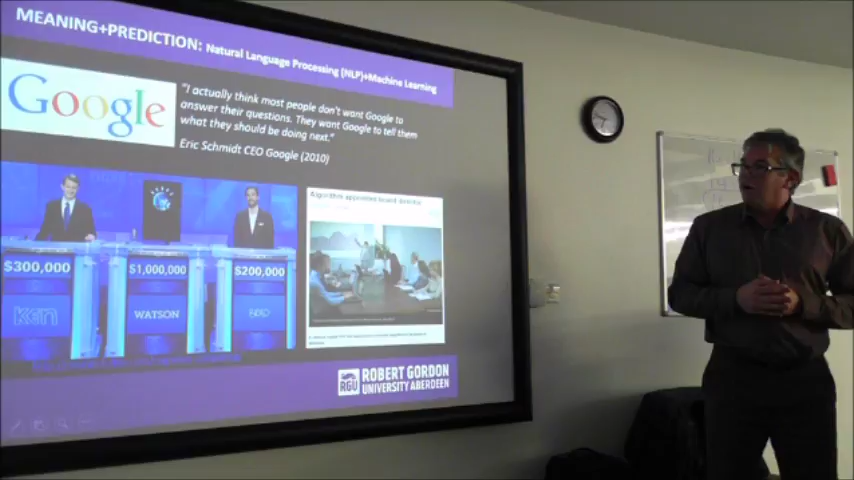 MEANING+PREDICTION: Natural Language Processing (NLP)+Machine Learning
Google
"I actually think most people don't want Google to
answer their questions. They want Google to tell them
what they should be doing next."
Eric Schmidt CEO Google (2010)
Algorithm appointed board director
$300,000
$1,000,000
$200,000
Ken
WATSON
RGU
ROBERT GORDON
UNIVERSITY ABERDEEN